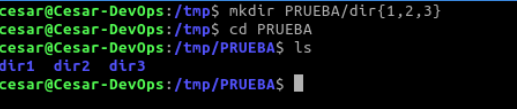 cesar@Cesar-DevOps:/tmp$ mkdir PRUEBA/dir{1,2,3}
cesar@Cesar-DevOps:/tmp$ cd PRUEBA
cesar@Cesar-DevOps:/tmp/PRUEBA$ ls
dir1  dir2  dir3
cesar@Cesar-DevOps:/tmp/PRUEBA$